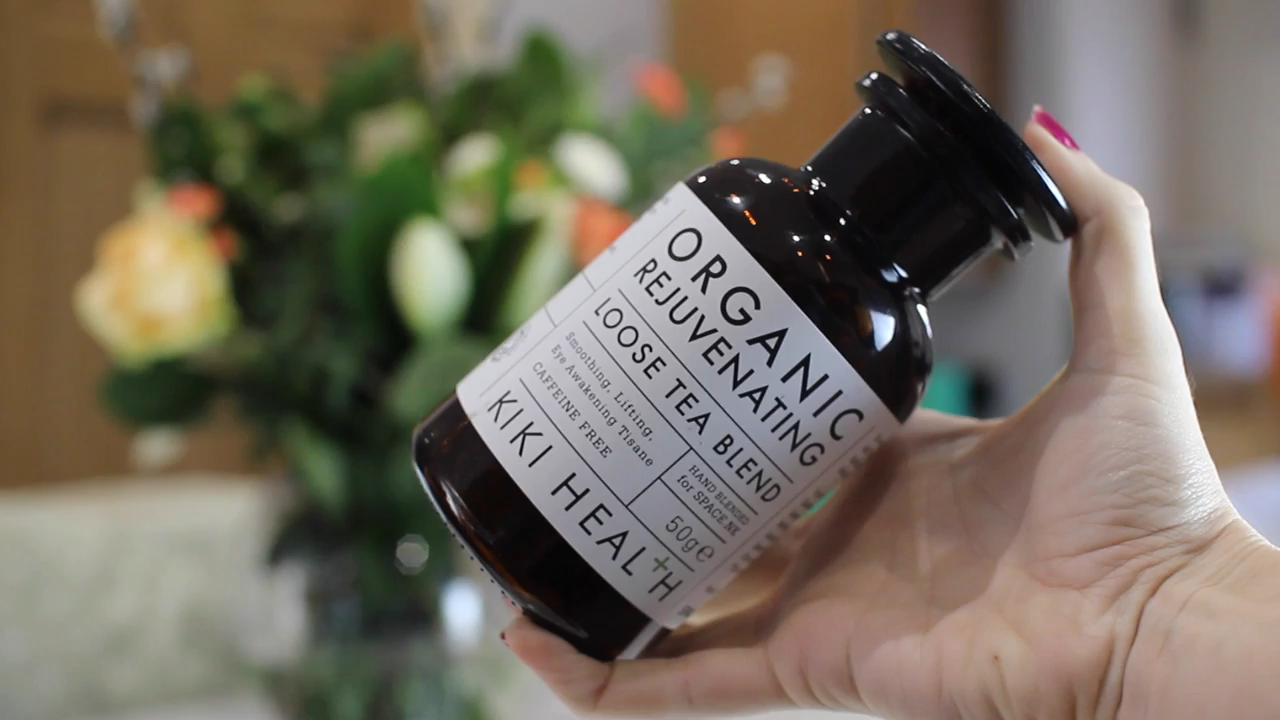 ORGANIC
REJUVENATING
LOOSE TEA BLEND
Smoothing, Lifting,
Eye Awakening Tisane
CAFFEINE FREE
HAND BLENDED
for SPACE.NK
50g℮
KIKI HEALTH